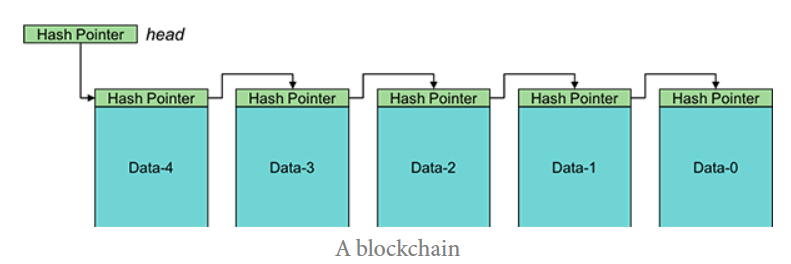 Hash Pointer head
Hash Pointer Hash Pointer Hash Pointer Hash Pointer Hash Pointer
Data-4 Data-3 Data-2 Data-1 Data-0
A blockchain